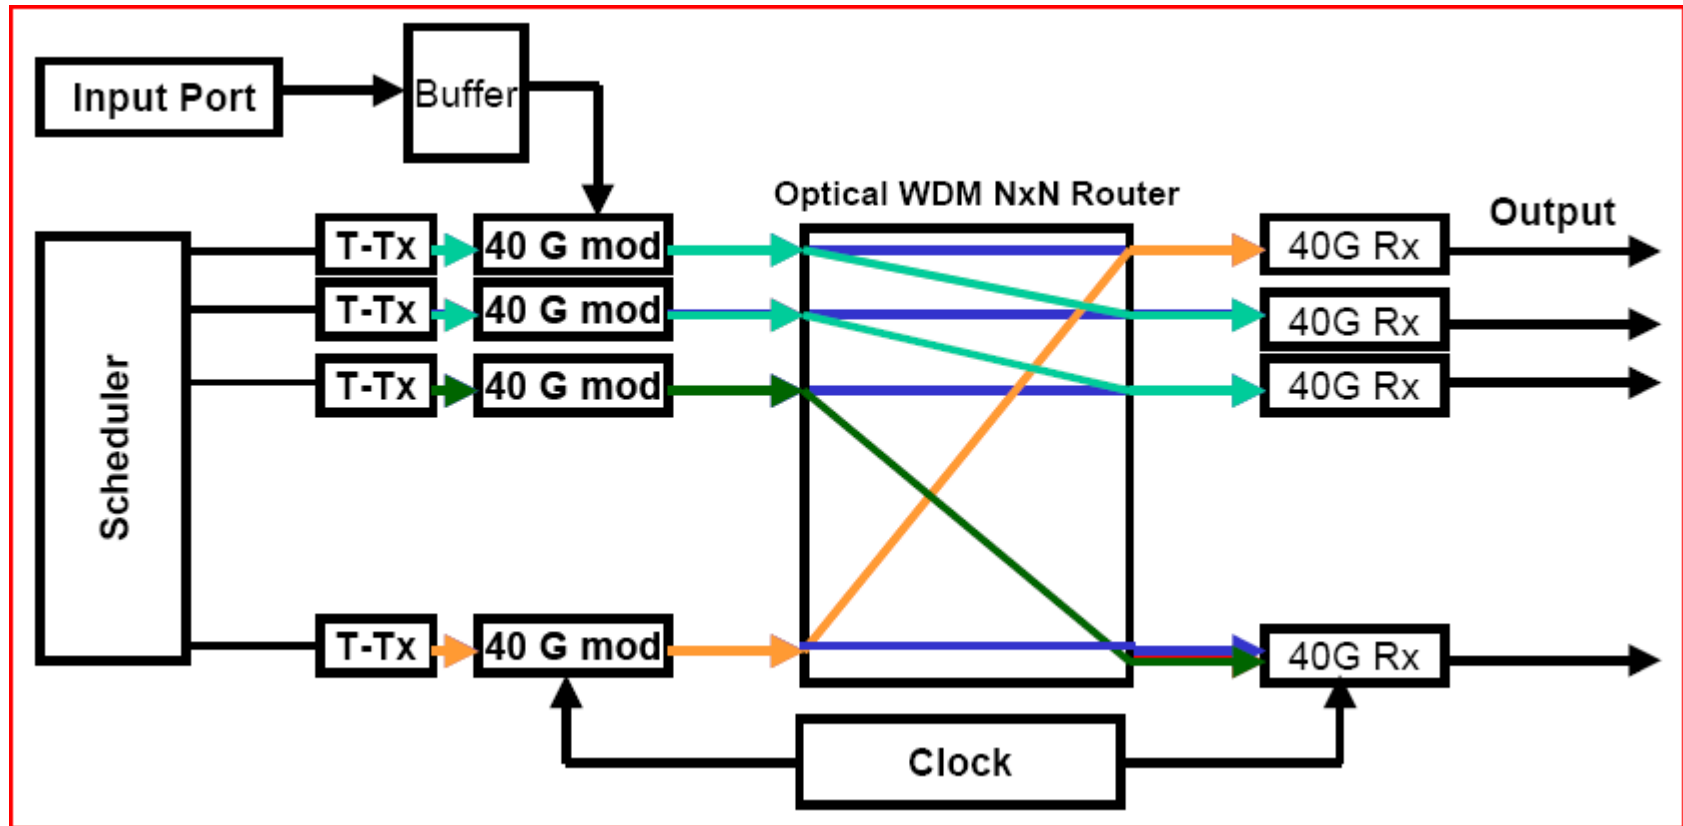 Input Port
Buffer
Optical WDM NxN Router
Output
T-Tx
40 G mod
40G Rx
T-Tx
40 G mod
40G Rx
T-Tx
40 G mod
40G Rx
Scheduler
T-Tx
40 G mod
40G Rx
Clock